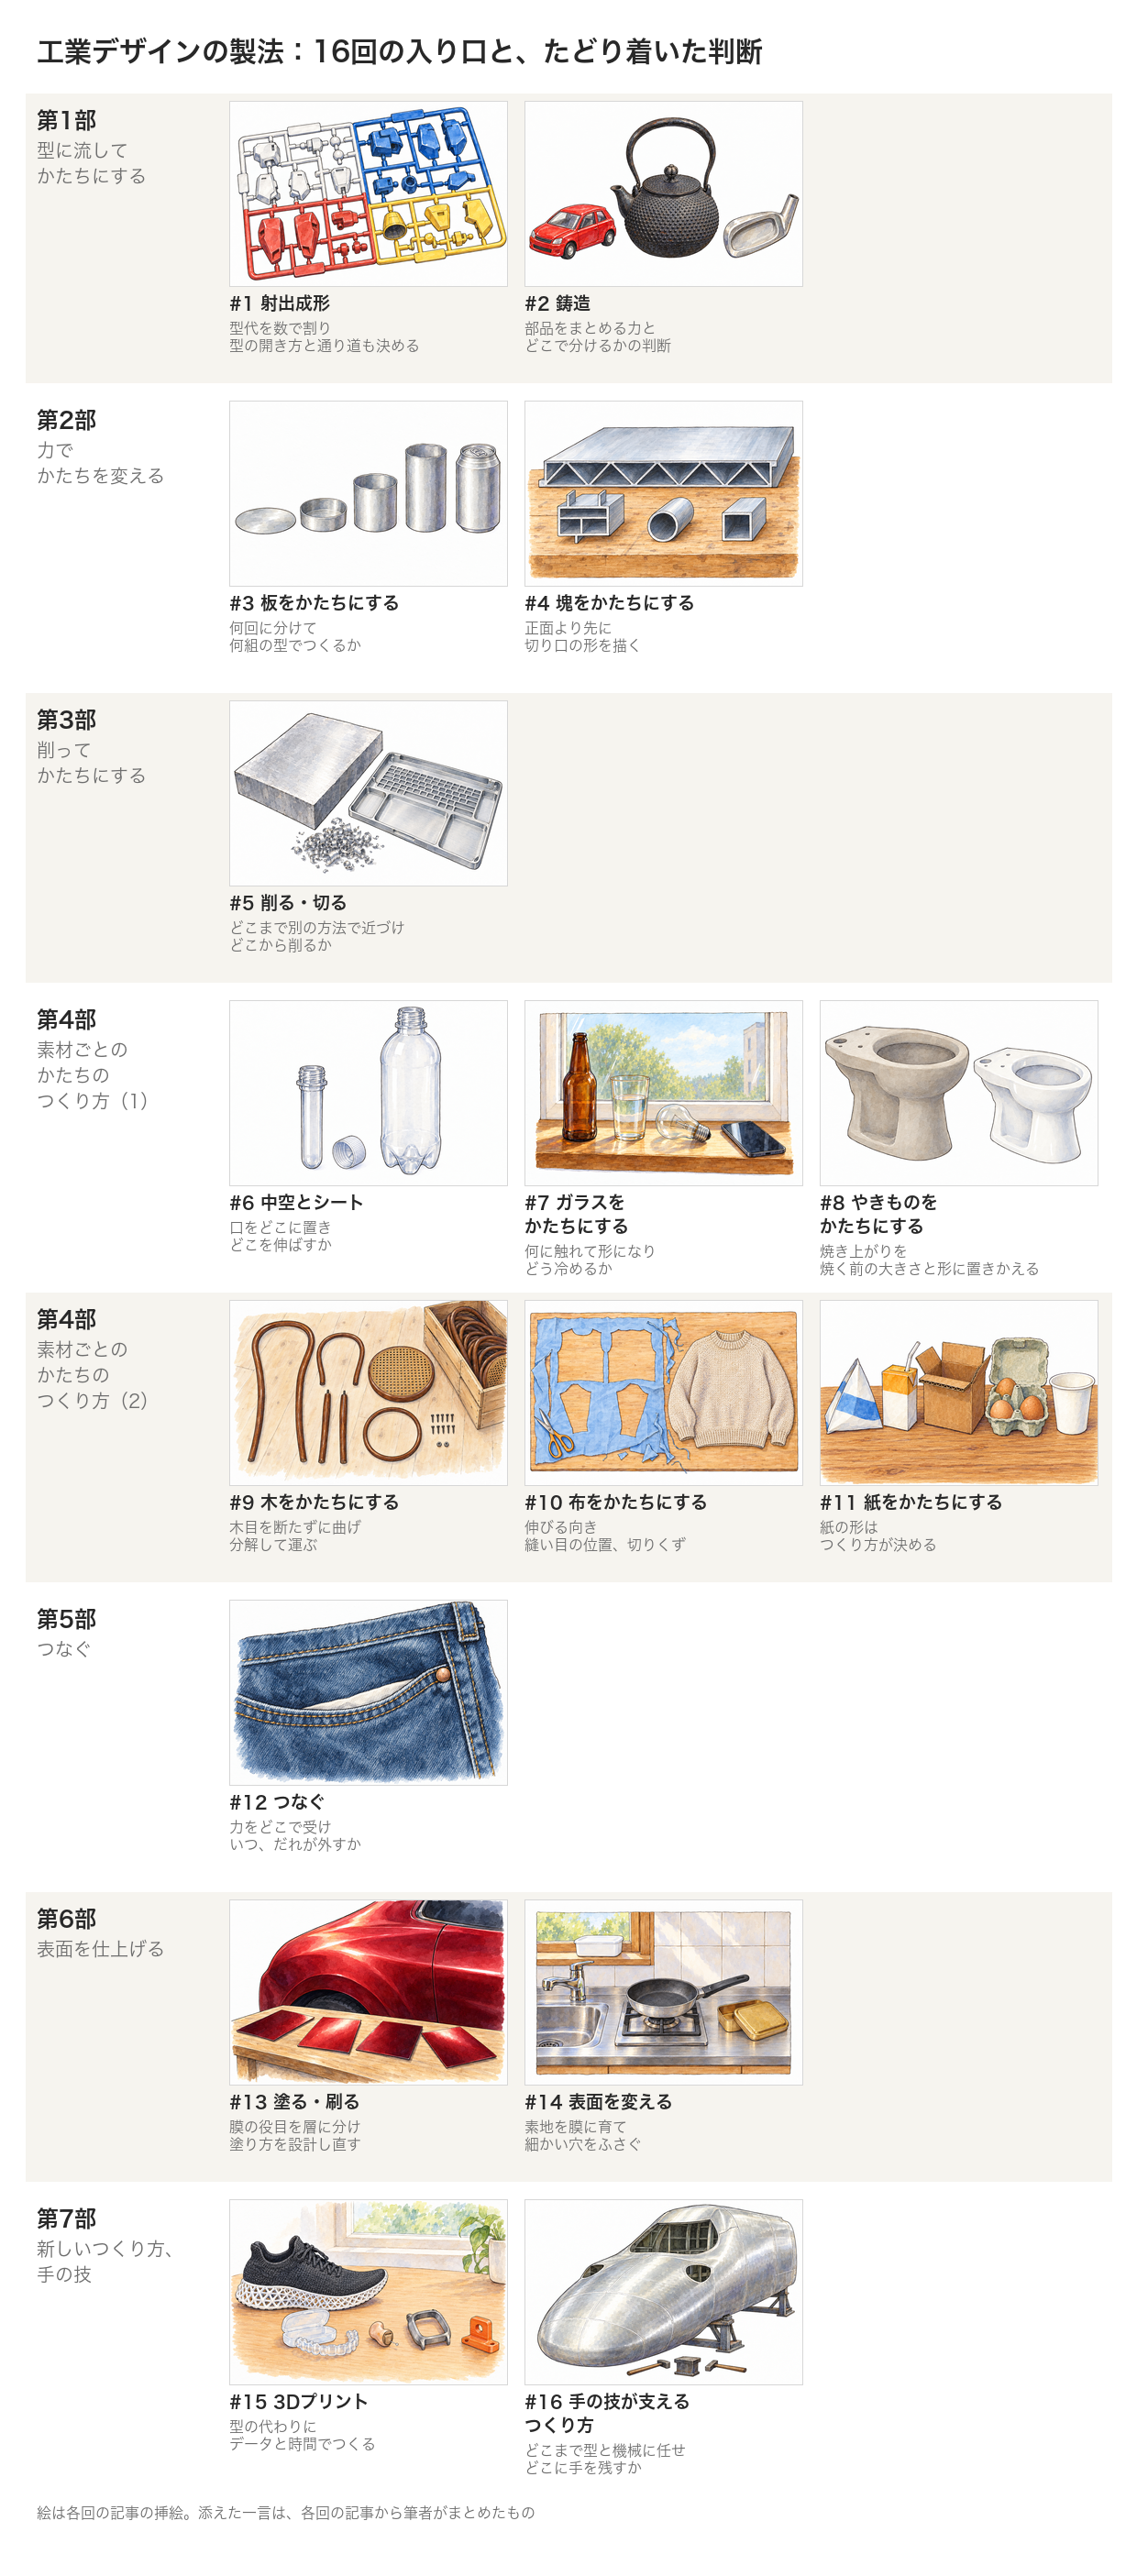 工業デザインの製法：16回の入り口と、たどり着いた判断
第1部
型に流して
かたちにする
#1 射出成形
型代を数で割り
型の開き方と通り道も決める
#2 鋳造
部品をまとめる力と
どこで分けるかの判断
第2部
力で
かたちを変える
#3 板をかたちにする
何回に分けて
何組の型でつくるか
#4 塊をかたちにする
正面より先に
切り口の形を描く
第3部
削って
かたちにする
#5 削る・切る
どこまで別の方法で近づけ
どこから削るか
第4部
素材ごとの
かたちの
つくり方（1）
#6 中空とシート
口をどこに置き
どこを伸ばすか
#7 ガラスを
かたちにする
何に触れて形になり
どう冷めるか
#8 やきものを
かたちにする
焼き上がりを
焼く前の大きさと形に置きかえる
第4部
素材ごとの
かたちの
つくり方（2）
#9 木をかたちにする
木目を断たずに曲げ
分解して運ぶ
#10 布をかたちにする
伸びる向き
縫い目の位置、切りくず
#11 紙をかたちにする
紙の形は
つくり方が決める
第5部
つなぐ
#12 つなぐ
力をどこで受け
いつ、だれが外すか
第6部
表面を仕上げる
#13 塗る・刷る
膜の役目を層に分け
塗り方を設計し直す
#14 表面を変える
素地を膜に育て
細かい穴をふさぐ
第7部
新しいつくり方、
手の技
#15 3Dプリント
型の代わりに
データと時間でつくる
#16 手の技が支える
つくり方
どこまで型と機械に任せ
どこに手を残すか
絵は各回の記事の挿絵。添えた一言は、各回の記事から筆者がまとめたもの